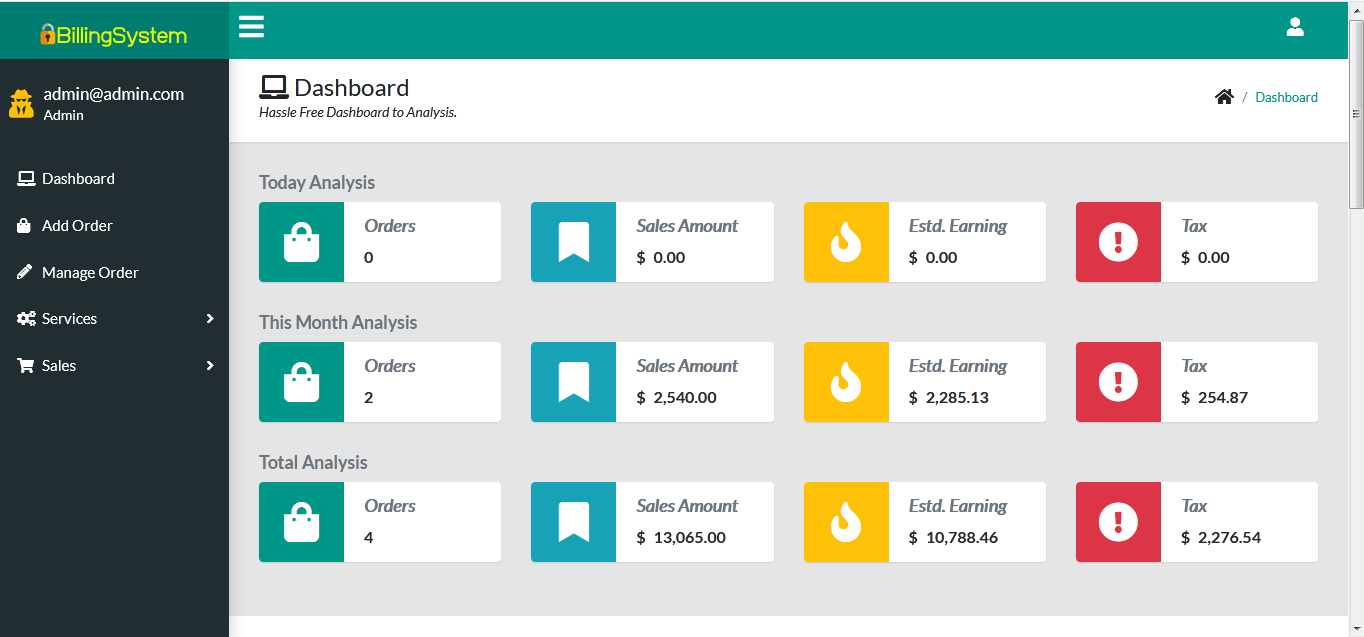 BillingSystem
admin@admin.com
Admin
Dashboard
Add Order
Manage Order
Services
Sales
Dashboard
Hassle Free Dashboard to Analysis.
/ Dashboard
Today Analysis
Orders
0
Sales Amount
$ 0.00
Estd. Earning
$ 0.00
Tax
$ 0.00
This Month Analysis
Orders
2
Sales Amount
$ 2,540.00
Estd. Earning
$ 2,285.13
Tax
$ 254.87
Total Analysis
Orders
4
Sales Amount
$ 13,065.00
Estd. Earning
$ 10,788.46
Tax
$ 2,276.54